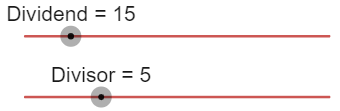 Dividend = 15
Divisor = 5